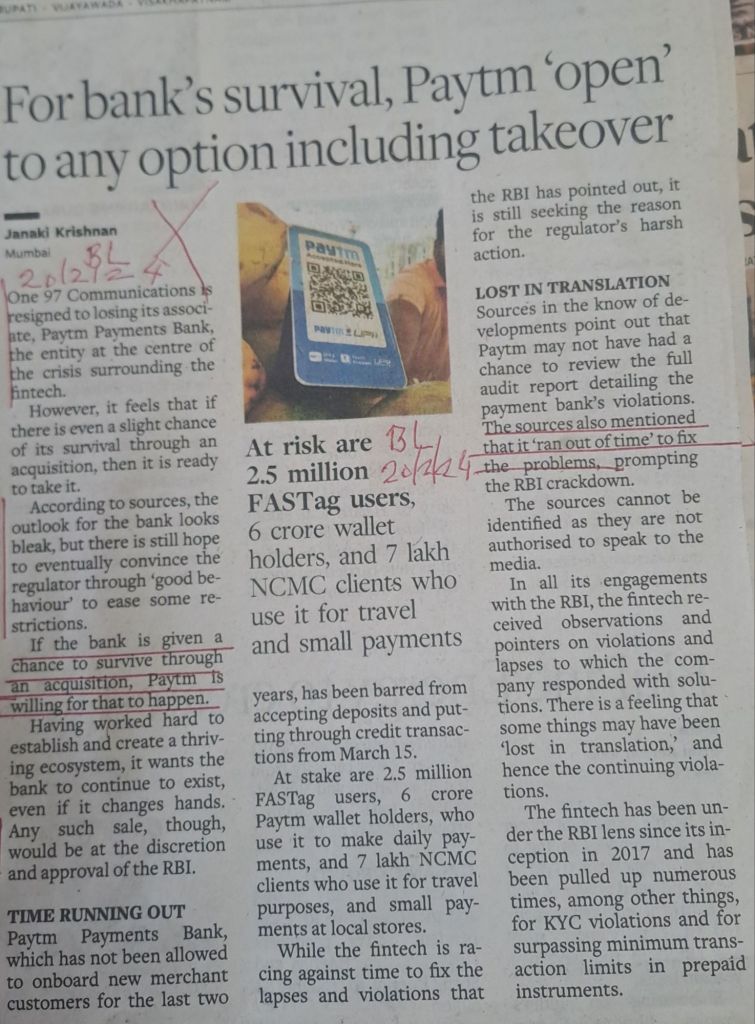 VIJAYAWADA
For bank's survival, Paytm 'open'
to any option including takeover
Janaki Krishnan
Mumbai
BL
20/2/24
One 97 Communications is
resigned to losing its associ-
ate, Paytm Payments Bank,
the entity at the centre of
the crisis surrounding the
fintech.
However, it feels that if
there is even a slight chance
of its survival through an
acquisition, then it is ready
to take it.
According to sources, the
outlook for the bank looks
bleak, but there is still hope
to eventually convince the
regulator through 'good be-
haviour' to ease some re-
strictions.
If the bank is given a
chance to survive through
an acquisition, Paytm is
willing for that to happen.
Having worked hard to
establish and create a thriv-
ing ecosystem, it wants the
bank to continue to exist,
even if it changes hands.
Any such sale, though,
would be at the discretion
and approval of the RBI.
TIME RUNNING OUT
Paytm Payments Bank,
which has not been allowed
to onboard new merchant
customers for the last two
Paytm
Accepted Here
Paytm UPI
At risk are
2.5 million
FASTag users,
6 crore wallet
holders, and 7 lakh
NCMC clients who
use it for travel
and small payments
BL
20/2/24
years, has been barred from
accepting deposits and put-
ting through credit transac-
tions from March 15.
At stake are 2.5 million
FASTag users, 6 crore
Paytm wallet holders, who
use it to make daily pay-
ments, and 7 lakh NCMC
clients who use it for travel
purposes, and small pay-
ments at local stores.
While the fintech is ra-
cing against time to fix the
lapses and violations that
the RBI has pointed out, it
is still seeking the reason
for the regulator's harsh
action.
LOST IN TRANSLATION
Sources in the know of de-
velopments point out that
Paytm may not have had a
chance to review the full
audit report detailing the
payment bank's violations.
The sources also mentioned
that it 'ran out of time' to fix
the problems, prompting
the RBI crackdown.
The sources cannot be
identified as they are not
authorised to speak to the
media.
In all its engagements
with the RBI, the fintech re-
ceived observations and
pointers on violations and
lapses to which the com-
pany responded with solu-
tions. There is a feeling that
some things may have been
'lost in translation,' and
hence the continuing viola-
tions.
The fintech has been un-
der the RBI lens since its in-
ception in 2017 and has
been pulled up numerous
times, among other things,
for KYC violations and for
surpassing minimum trans-
action limits in prepaid
instruments.